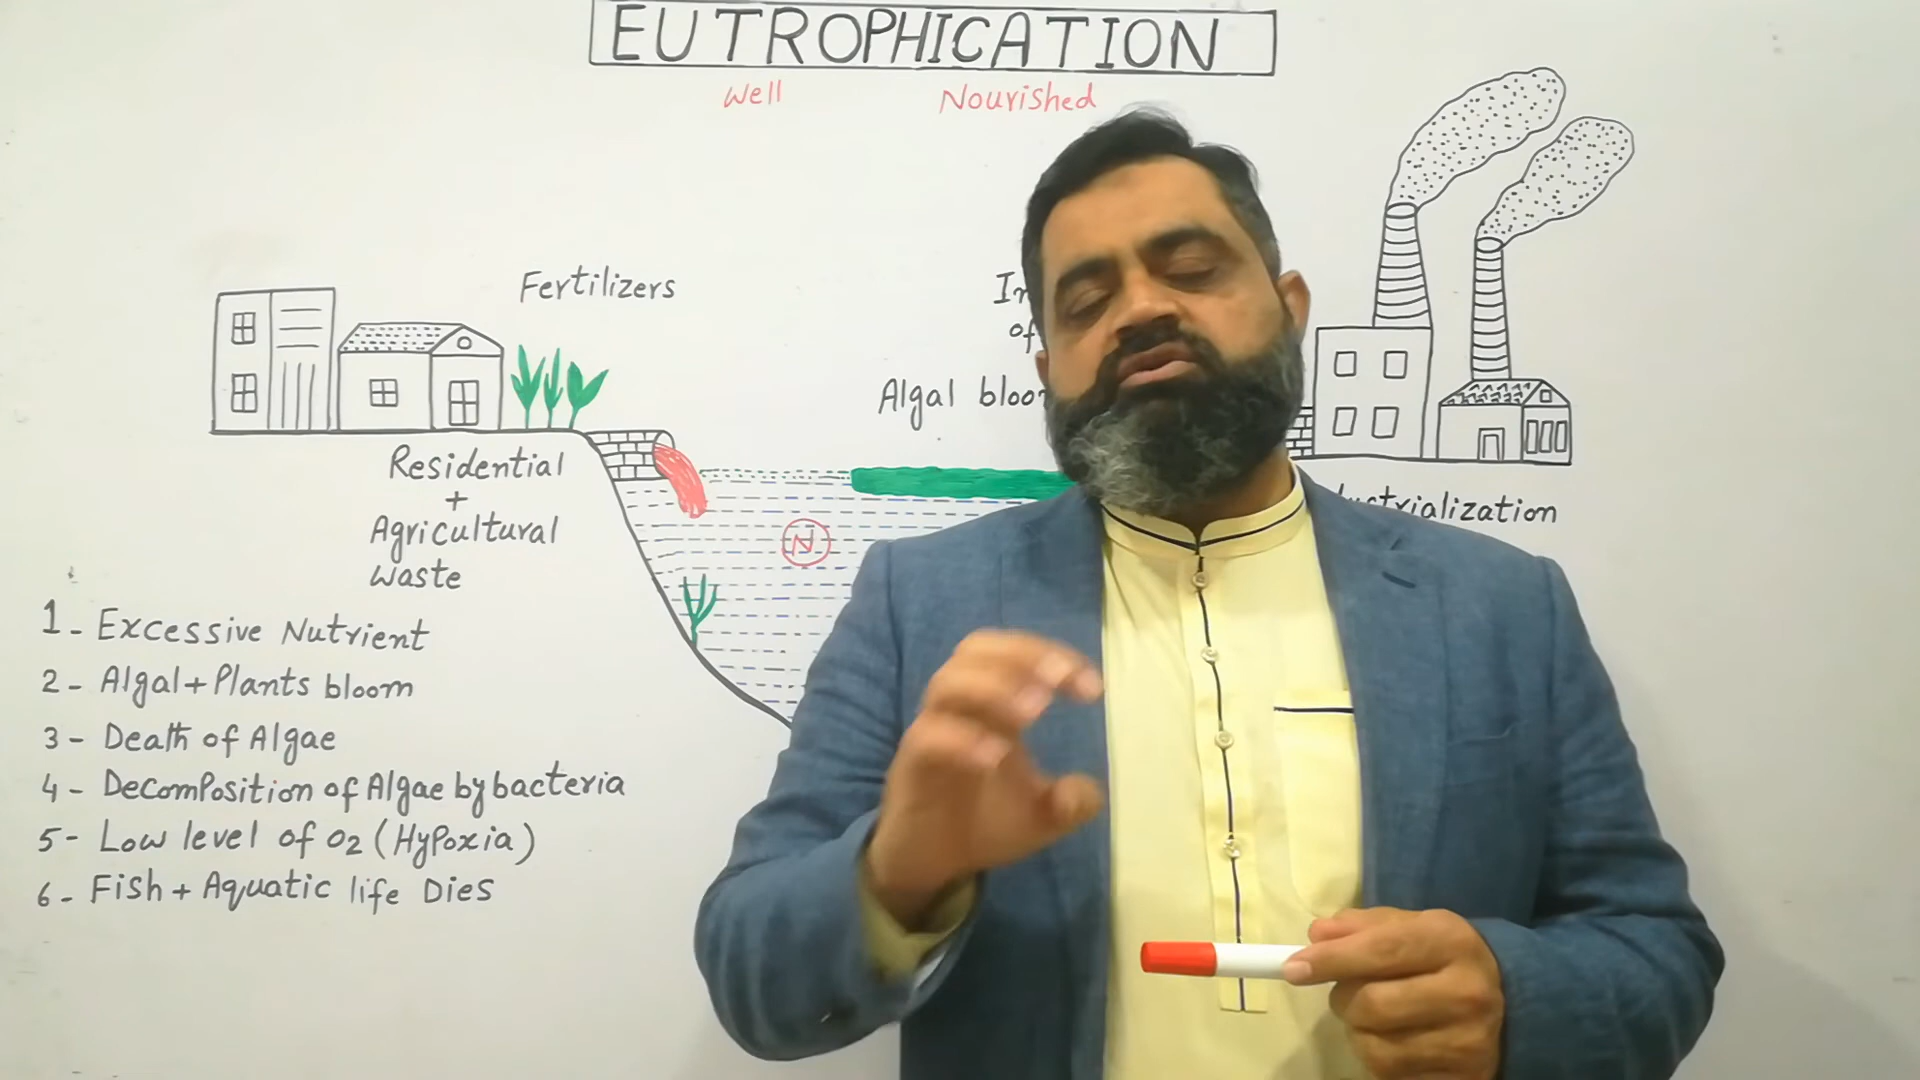 EUTROPHICATION
Well Nourished
Fertilizers
of
Algal
Residential
+
Agricultural
Waste
N
1- Excessive Nutrient
2- Algal + Plants bloom
3- Death of Algae
4- Decomposition of Algae by bacteria
5- Low level of O2 (Hypoxia)
6- Fish + Aquatic life Dies